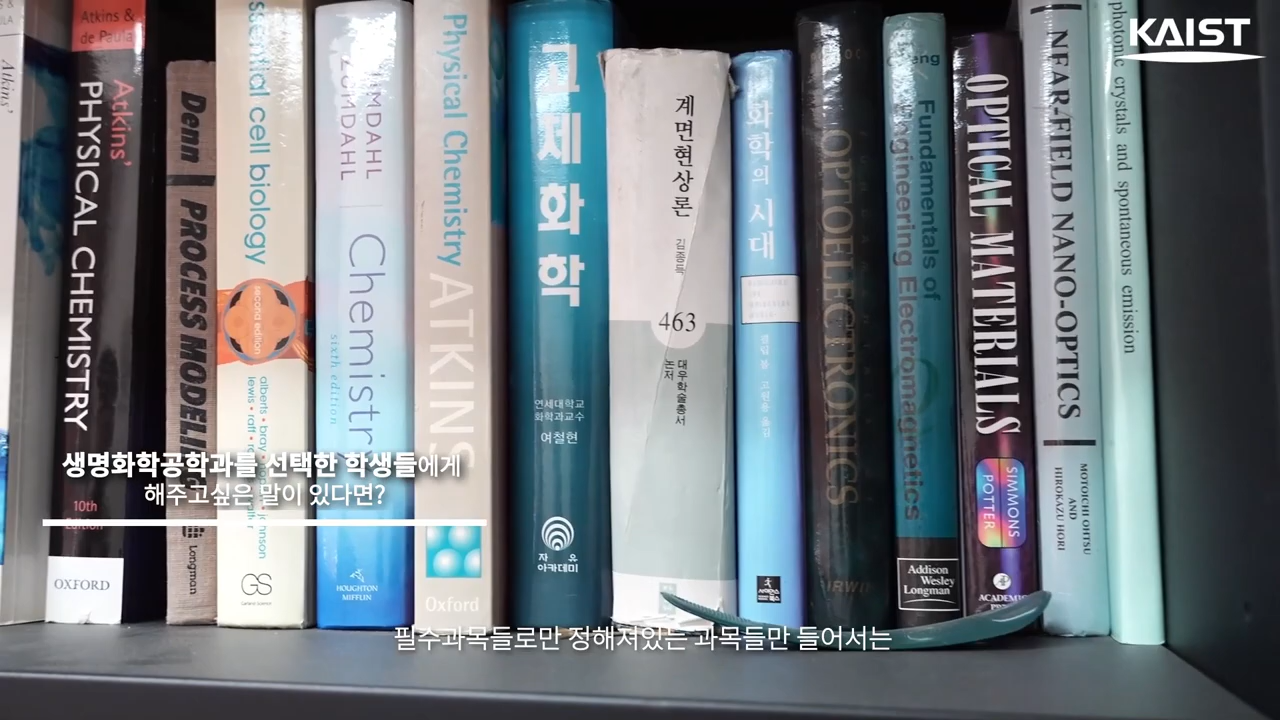 Atkins &
de Paula
Atkins'
Atkins'
PHYSICAL CHEMISTRY
10th
Edition
OXFORD
Denn
PROCESS MODELING
Longman
essential cell biology
second edition
GS
ZUMDAHL
ZUMDAHL
Chemistry
sixth edition
HOUGHTON
MIFFLIN
Physical Chemistry
ATKINS
Oxford
고체화학
연세대학교
화학과교수
여철현
자유
아카데미
계면현상론
463
대우학술총서
논저
화학의 시대
OPTOELECTRONICS
IRWIN
Fundamentals of
Engineering Electromagnetics
Addison
Wesley
Longman
OPTICAL MATERIALS
SIMMONS
POTTER
ACADEMIC
NEAR-FIELD NANO-OPTICS
MOTOICHI OHTSU
AND
HIROKAZU HORI
photonic crystals and spontaneous emission
KAIST
생명화학공학과를 선택한 학생들에게
해주고싶은 말이 있다면?
필수과목들로만 정해져있는 과목들만 들어서는